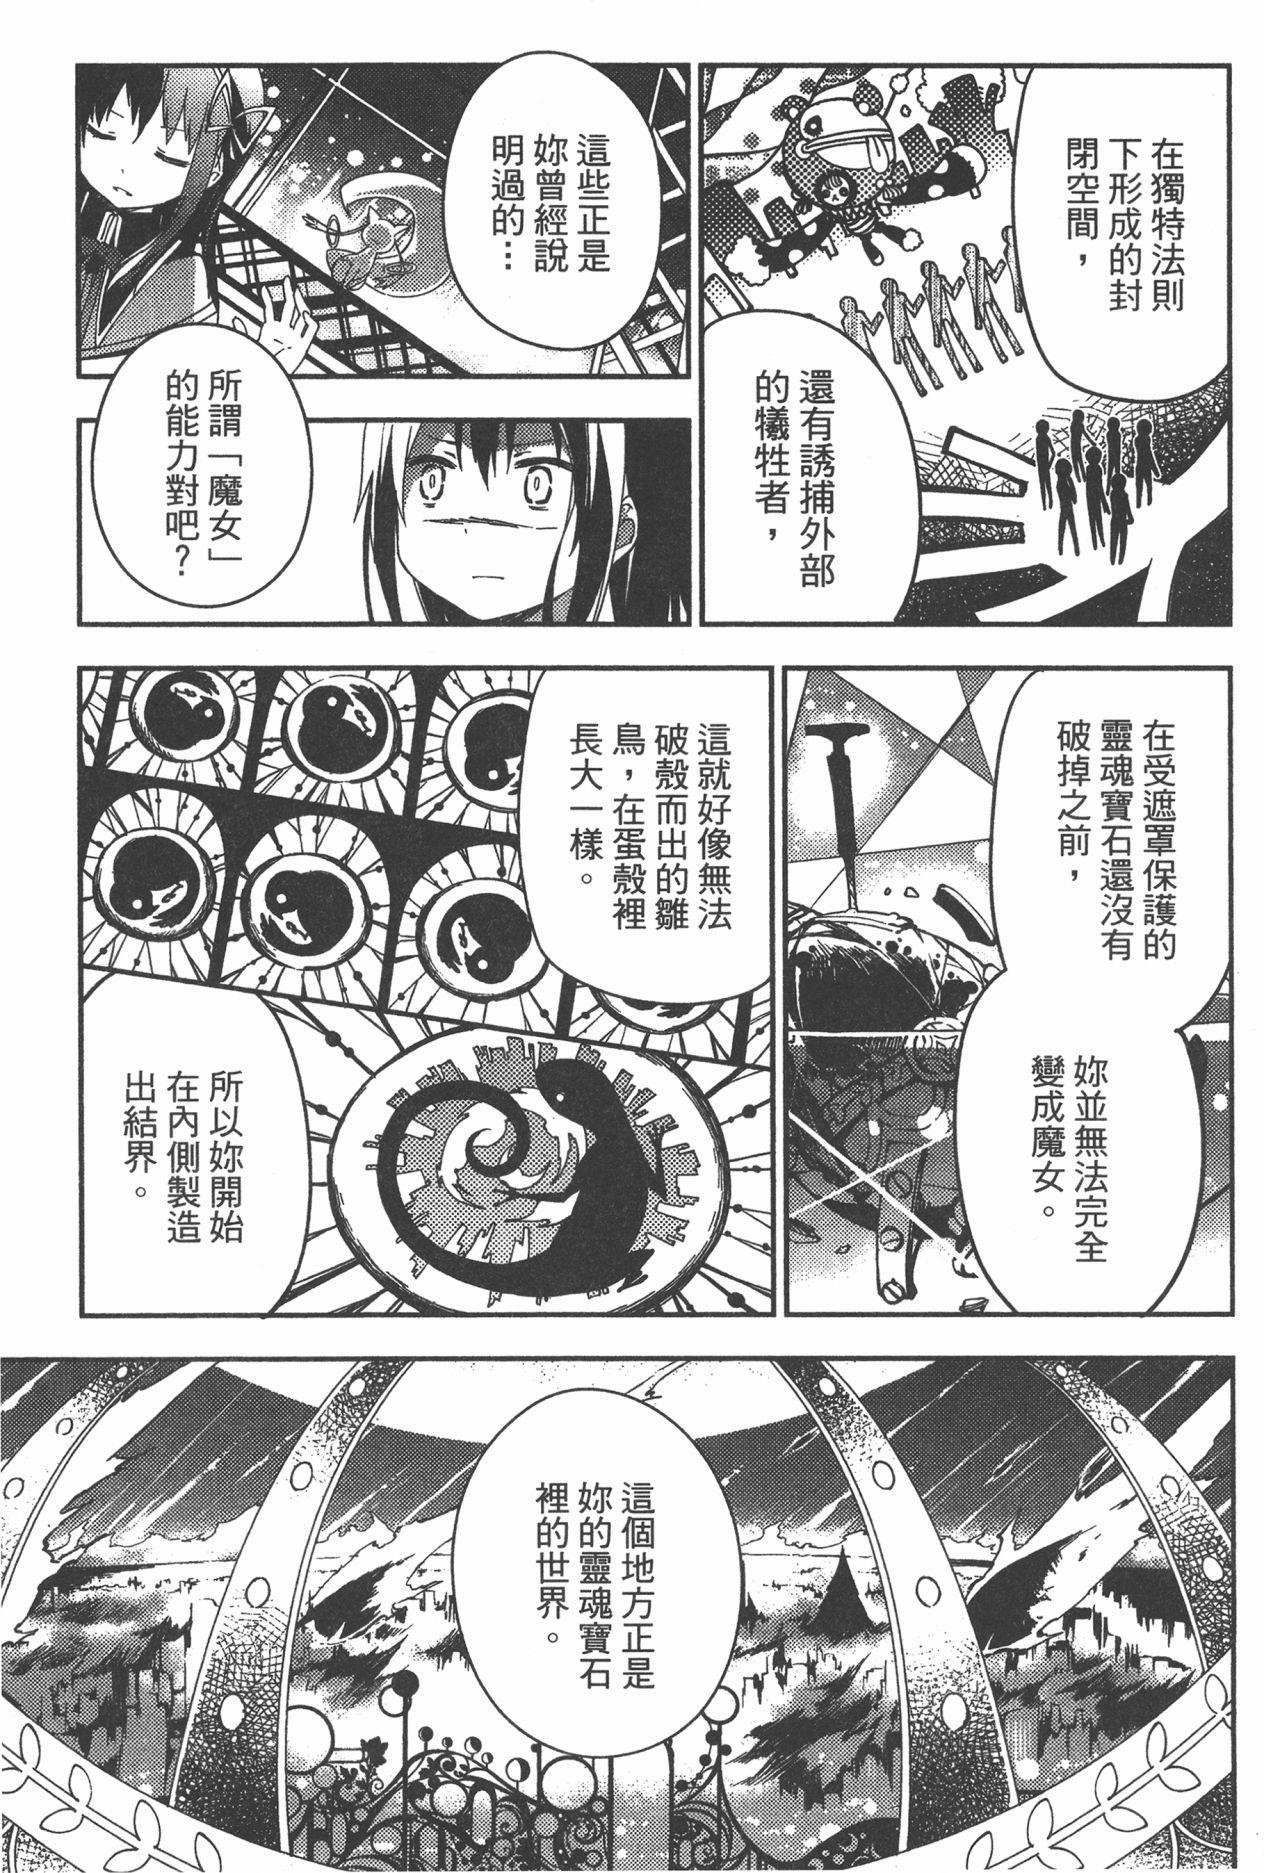 在獨特法則
下形成的封
閉空間，
還有誘捕外部
的犧牲者，
這些正是
妳曾經說
明過的…
所謂「魔女」
的能力對吧？
在受遮罩保護的
靈魂寶石還沒有
破掉之前，
妳並無法完全
變成魔女。
這就好像無法
破殼而出的雛
鳥，在蛋殼裡
長大一樣。
所以妳開始
在內側製造
出結界。
這個地方正是
妳的靈魂寶石
裡的世界。